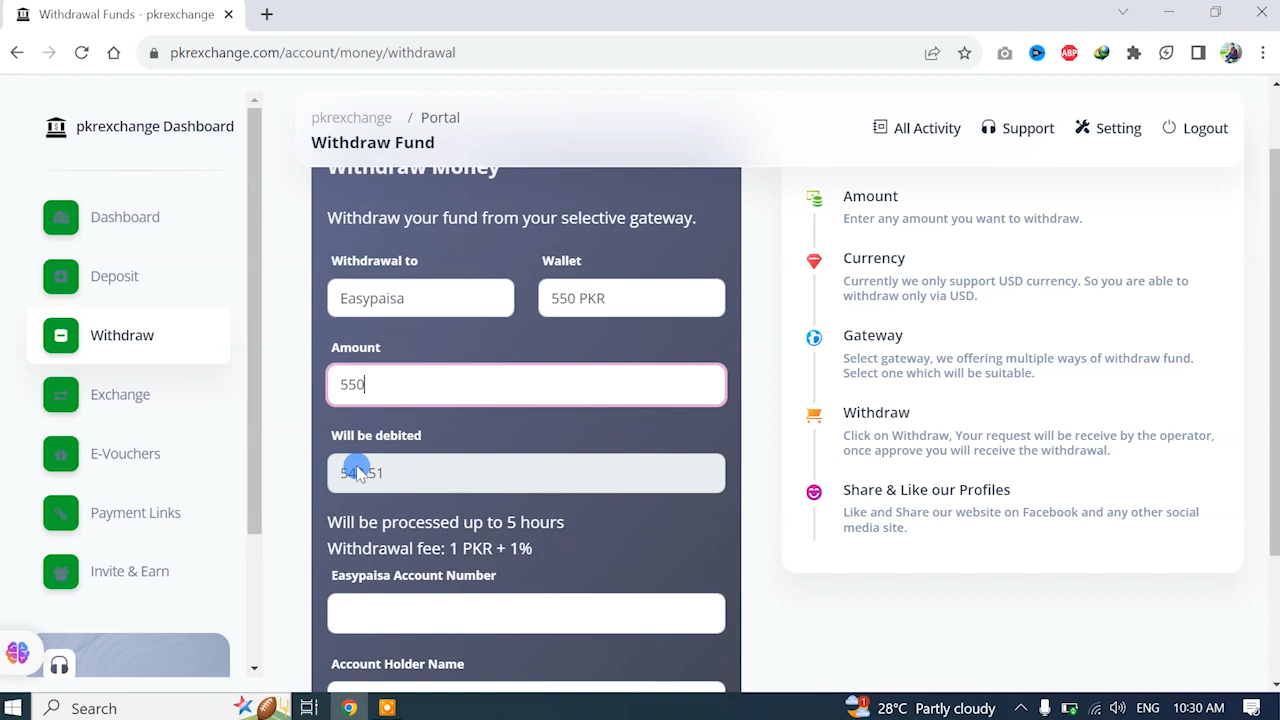 Withdrawal Funds - pkrexchange
pkrexchange.com/account/money/withdrawal
ABP
pkrexchange Dashboard
Dashboard
Deposit
Withdraw
Exchange
E-Vouchers
Payment Links
Invite & Earn
pkrexchange / Portal
Withdraw Fund
All Activity
Support
Setting
Logout
Withdraw Money
Withdraw your fund from your selective gateway.
Withdrawal to
Wallet
Easypaisa
550 PKR
Amount
550
Will be debited
Will be processed up to 5 hours
Withdrawal fee: 1 PKR + 1%
Easypaisa Account Number
Account Holder Name
Amount
Enter any amount you want to withdraw.
Currency
Currently we only support USD currency. So you are able to
withdraw only via USD.
Gateway
Select gateway, we offering multiple ways of withdraw fund.
Select one which will be suitable.
Withdraw
Click on Withdraw, Your request will be receive by the operator,
once approve you will receive the withdrawal.
Share & Like our Profiles
Like and Share our website on Facebook and any other social
media site.
Search
1
28°C Partly cloudy
ENG
10:30 AM